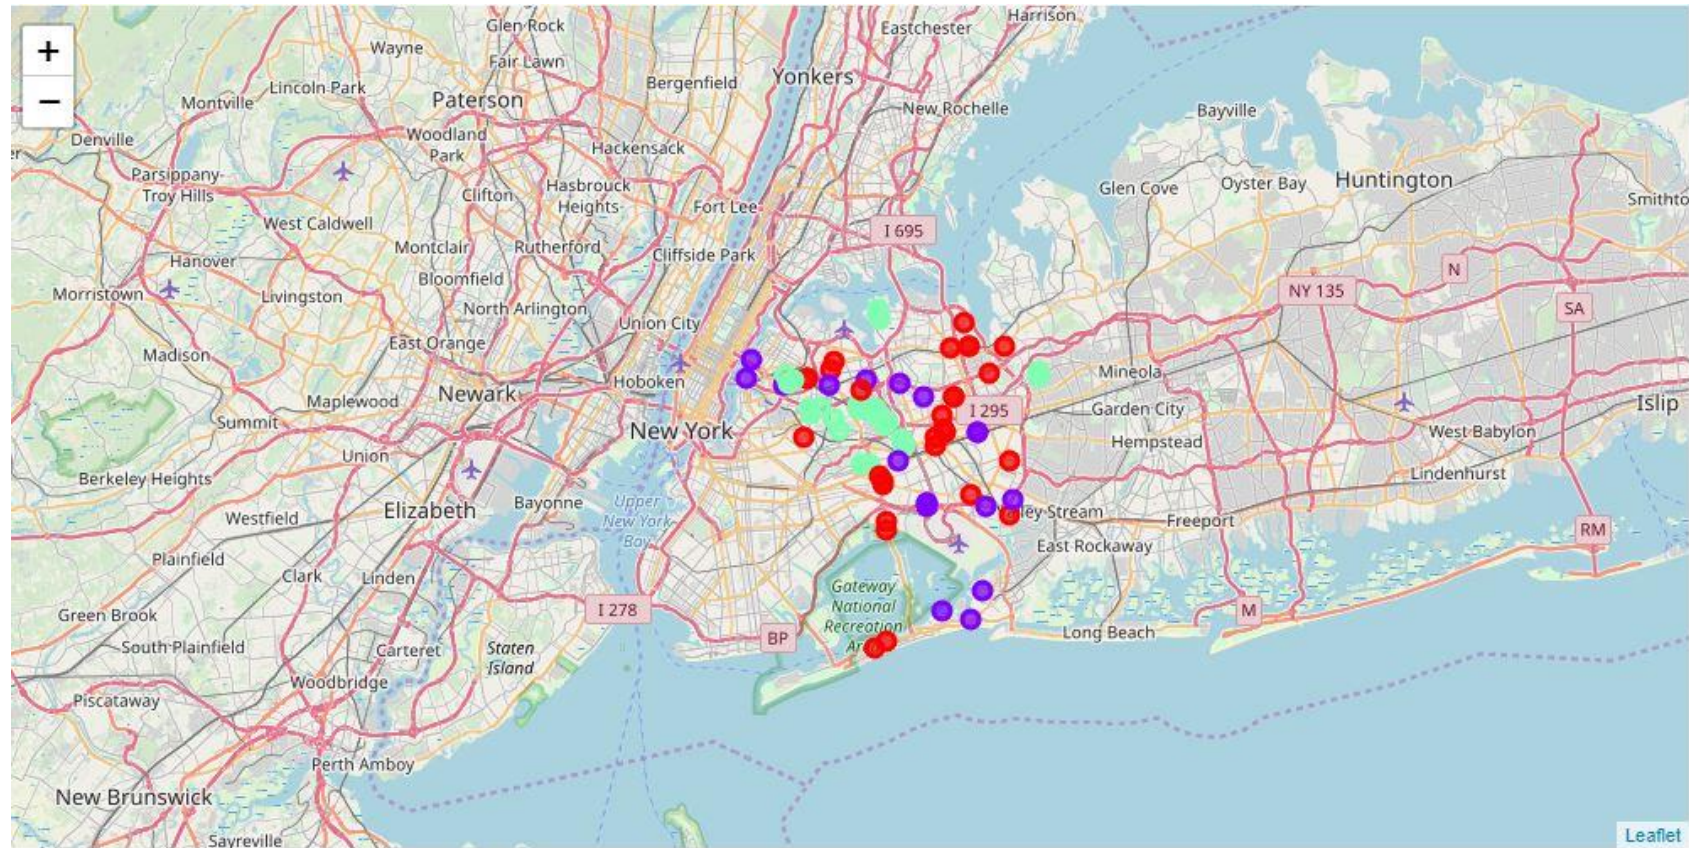 +
−
Glen Rock
Harrison
Eastchester
Wayne
Fair Lawn
Yonkers
Bergenfield
Lincoln Park
Paterson
Montville
New Rochelle
Bayville
Denville
Woodland
Park
Hackensack
er
Parsippany-
Troy Hills
Clifton
Hasbrouck
Heights
Fort Lee
Glen Cove
Oyster Bay
Huntington
Smithto
West Caldwell
I 695
Montclair
Rutherford
Cliffside Park
Hanover
Bloomfield
N
Morristown
Livingston
North Arlington
NY 135
SA
Union City
East Orange
Madison
Hoboken
Mineola
Newark
Maplewood
Islip
Summit
New York
I 295
Garden City
West Babylon
Union
Hempstead
Berkeley Heights
Lindenhurst
Elizabeth
Bayonne
Upper
New York
Bay
Westfield
ley Stream
Freeport
RM
Plainfield
East Rockaway
Clark
Linden
Gateway
National
Recreation
Ar
Green Brook
I 278
M
South Plainfield
Carteret
Staten
Island
BP
Long Beach
Woodbridge
Piscataway
Perth Amboy
New Brunswick
Sayreville
Leaflet